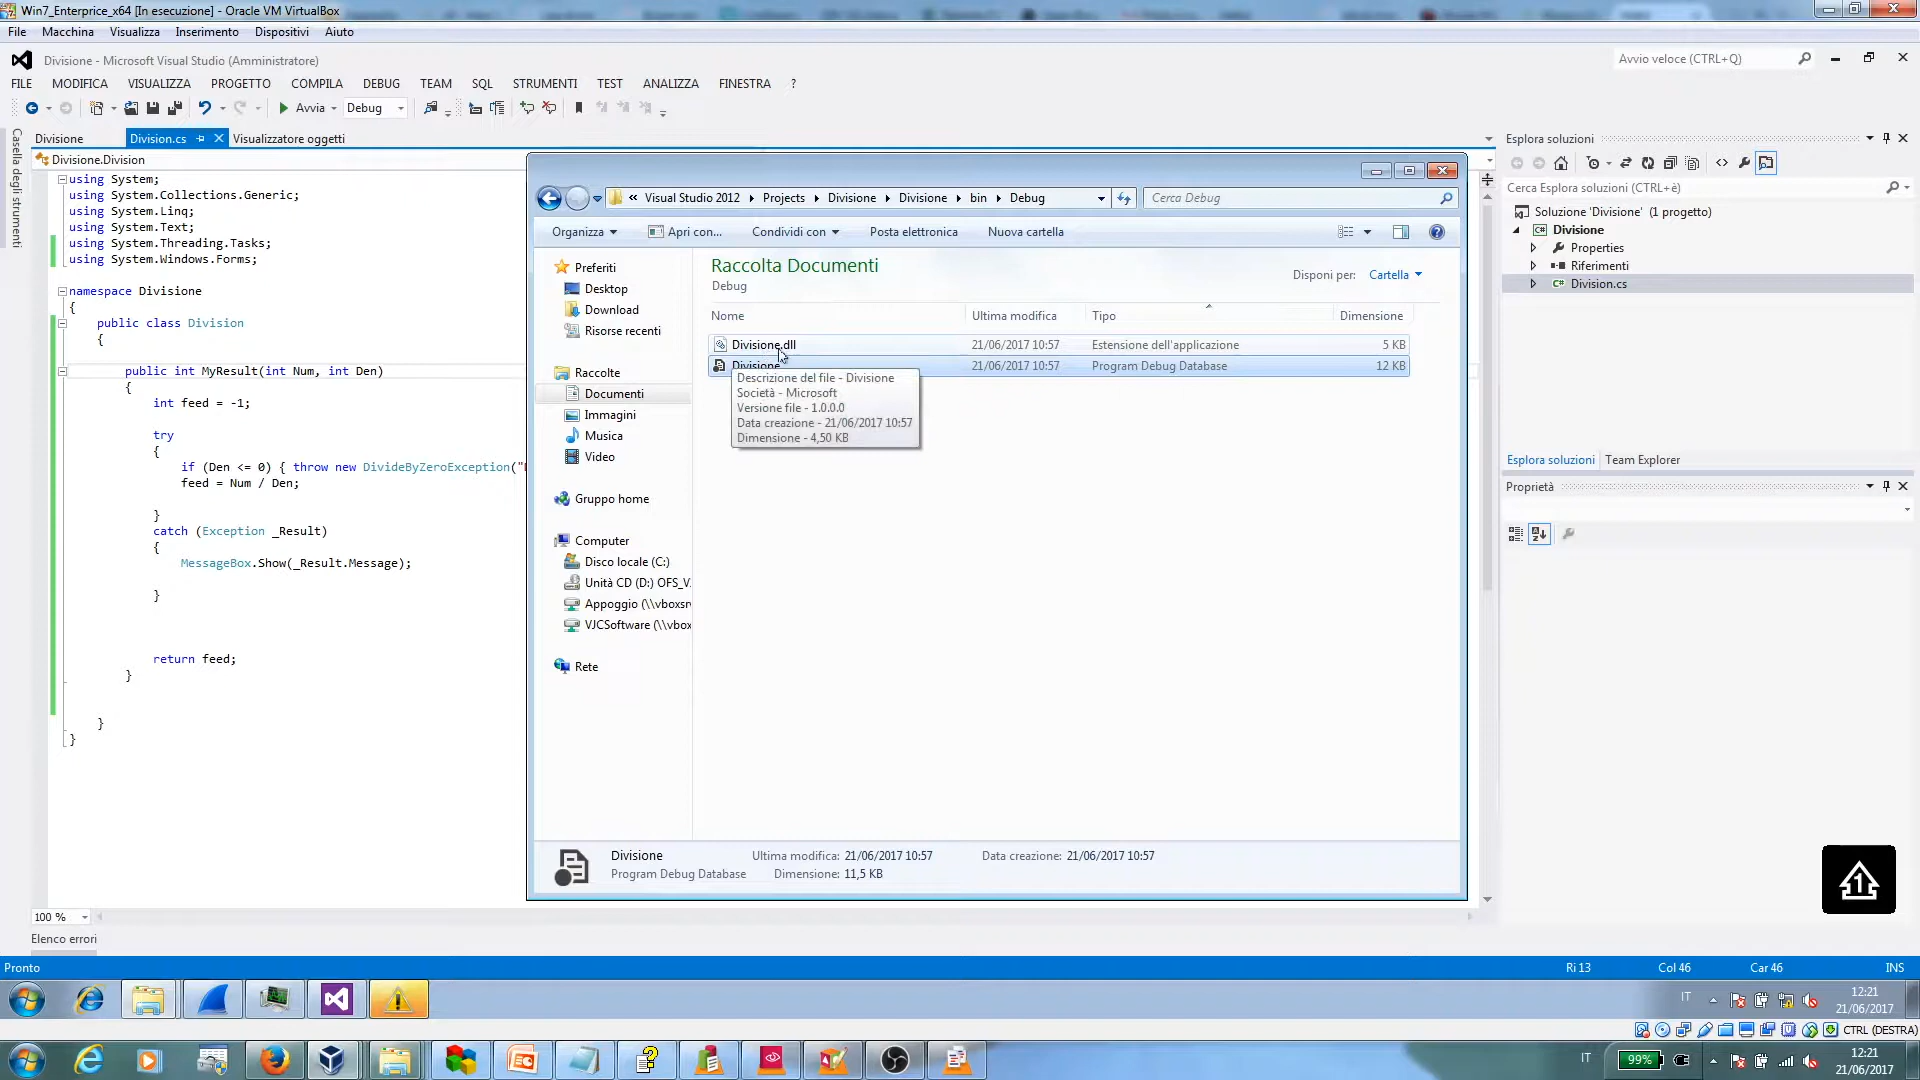 Win7_Enterprice_x64 [In esecuzione] - Oracle VM VirtualBox
File Macchina Visualizza Inserimento Dispositivi Aiuto
Divisione - Microsoft Visual Studio (Amministratore)
Avvio veloce (CTRL+Q)
FILE MODIFICA VISUALIZZA PROGETTO COMPILA DEBUG TEAM SQL STRUMENTI TEST ANALIZZA FINESTRA ?
Avvia Debug
Casella degli strumenti
Divisione Division.cs Visualizzatore oggetti
Divisione.Division
using System;
using System.Collections.Generic;
using System.Linq;
using System.Text;
using System.Threading.Tasks;
using System.Windows.Forms;
namespace Divisione
{
public class Division
{
public int MyResult(int Num, int Den)
{
int feed = -1;
try
{
if (Den <= 0) { throw new DivideByZeroException("
feed = Num / Den;
}
catch (Exception _Result)
{
MessageBox.Show(_Result.Message);
}
return feed;
}
}
}
100 %
Elenco errori
« Visual Studio 2012 Projects Divisione Divisione bin Debug
Cerca Debug
Organizza Apri con... Condividi con Posta elettronica Nuova cartella
Preferiti
Desktop
Download
Risorse recenti
Raccolte
Documenti
Immagini
Musica
Video
Gruppo home
Computer
Disco locale (C:)
Unità CD (D:) OFS_V
Appoggio (\\vboxsr
VJCSoftware (\\vbox
Rete
Raccolta Documenti
Debug
Disponi per: Cartella
Nome Ultima modifica Tipo Dimensione
Divisione.dll 21/06/2017 10:57 Estensione dell'applicazione 5 KB
Divisione 21/06/2017 10:57 Program Debug Database 12 KB
Descrizione del file - Divisione
Società - Microsoft
Versione file - 1.0.0.0
Data creazione - 21/06/2017 10:57
Dimensione - 4,50 KB
Divisione Ultima modifica: 21/06/2017 10:57 Data creazione: 21/06/2017 10:57
Program Debug Database Dimensione: 11,5 KB
Esplora soluzioni
Cerca Esplora soluzioni (CTRL+è)
Soluzione 'Divisione' (1 progetto)
Divisione
Properties
Riferimenti
Division.cs
Esplora soluzioni Team Explorer
Proprietà
1
Pronto Ri 13 Col 46 Car 46 INS
IT 12:21
21/06/2017
CTRL (DESTRA)
IT 99% 12:21
21/06/2017